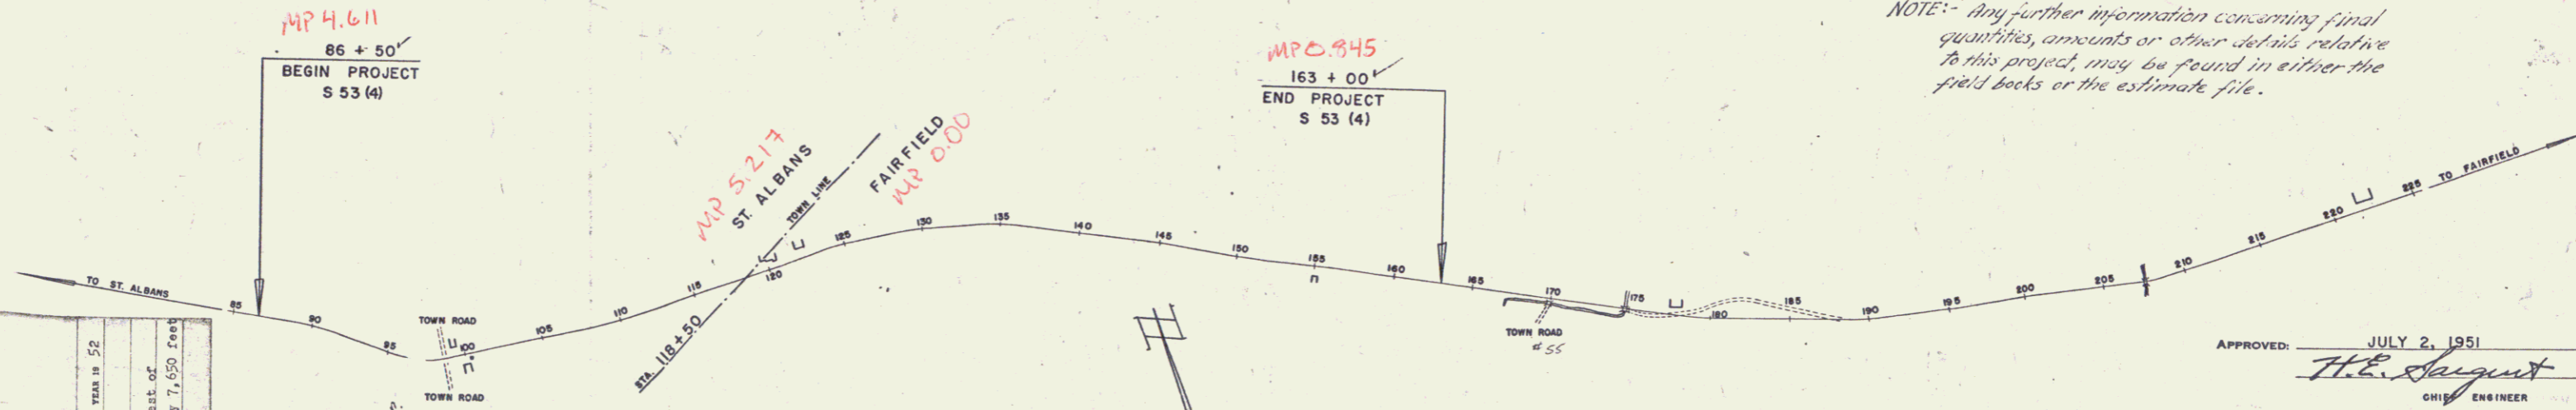 MP 4.611
86 + 50
BEGIN PROJECT
S 53 (4)
MP 0.845
163 + 00
END PROJECT
S 53 (4)
NOTE:- Any further information concerning final
quantities, amounts or other details relative
to this project, may be found in either the
field books or the estimate file.
MP 5.217
ST. ALBANS
TOWN LINE
FAIRFIELD
MP 0.00
STA. 118+50
TO ST. ALBANS
85
90
95
TOWN ROAD
TOWN ROAD
100
105
110
115
120
125
130
135
140
145
150
155
160
165
170
TOWN ROAD
#55
175
180
185
190
195
200
205
210
215
220
225
TO FAIRFIELD
YEAR 19 52
est of
y 7,650 feet
APPROVED: JULY 2, 1951
H.E. Sargent
CHIEF ENGINEER